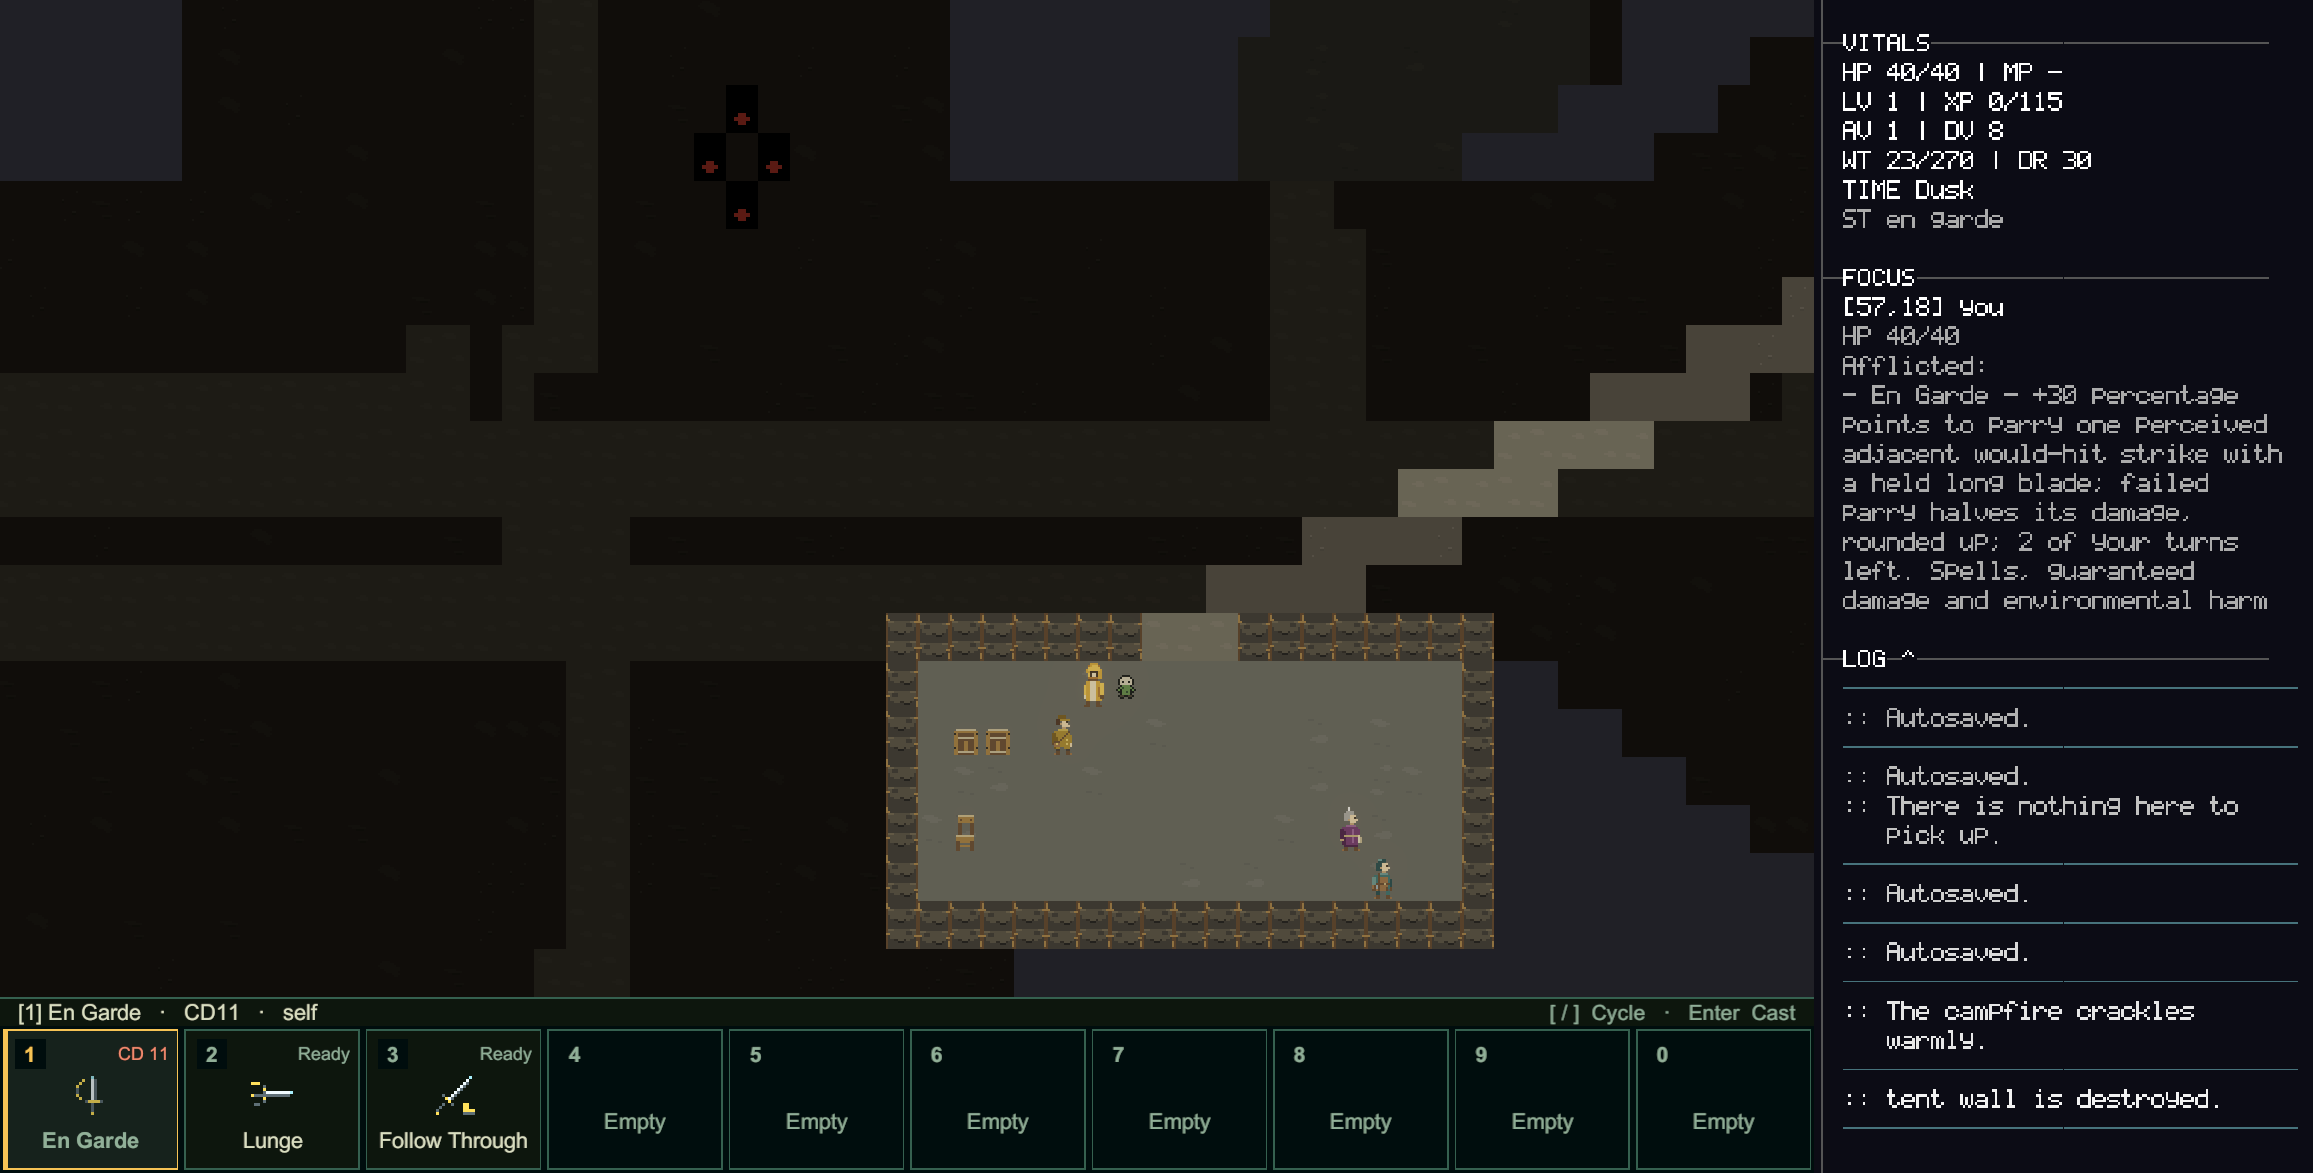 VITALS
HP 40/40 | MP -
LV 1 | XP 0/115
AV 1 | DV 8
WT 23/270 | DR 30
TIME Dusk
ST en garde
FOCUS
[57,18] You
HP 40/40
Afflicted:
- En Garde - +30 percentage
points to parry one perceived
adjacent would-hit strike with
a held long blade; failed
parry halves its damage,
rounded up; 2 of your turns
left. Spells, guaranteed
damage and environmental harm
LOG ^
:: Autosaved.
:: Autosaved.
:: There is nothing here to
pick up.
:: Autosaved.
:: Autosaved.
:: The campfire crackles
warmly.
:: tent wall is destroyed.
[1] En Garde · CD11 · self
[ / ] Cycle · Enter Cast
1 CD 11
En Garde
2 Ready
Lunge
3 Ready
Follow Through
4
Empty
5
Empty
6
Empty
7
Empty
8
Empty
9
Empty
0
Empty